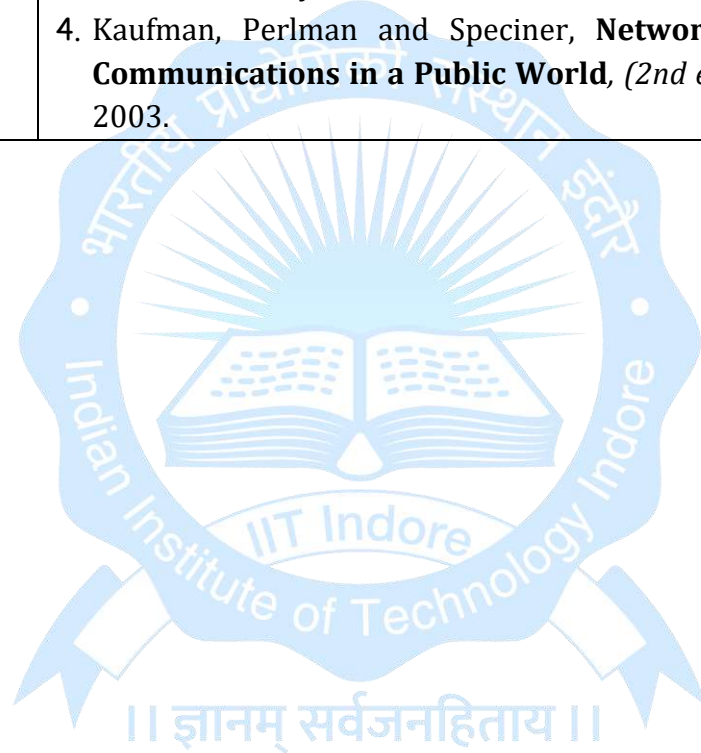 4. Kaufman, Perlman and Speciner, Networ
Communications in a Public World, (2nd e
2003.
भारतीय प्रौद्योगिकी संस्थान इंदौर
Indian Institute of Technology Indore
IIT Indore
।। ज्ञानम् सर्वजनहिताय ।।